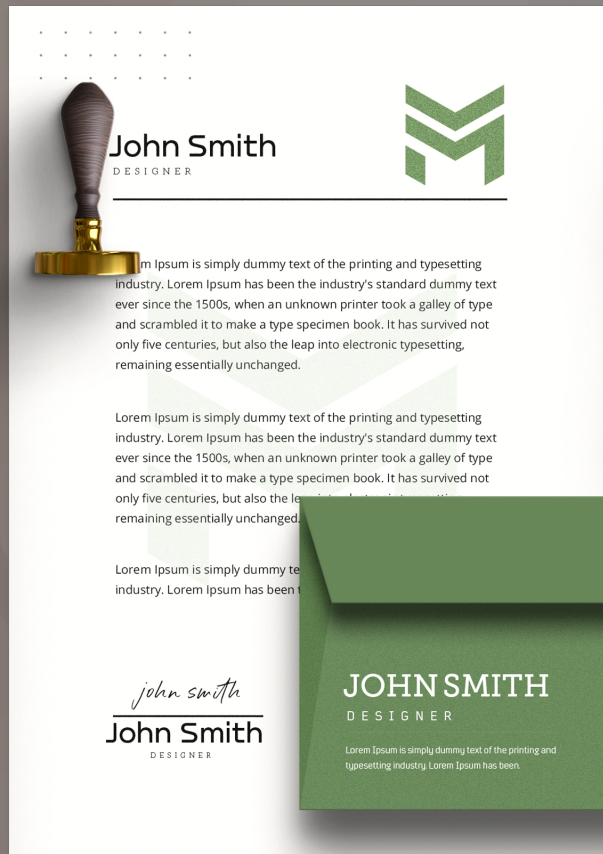 John Smith
DESIGNER
m Ipsum is simply dummy text of the printing and typesetting
industry. Lorem Ipsum has been the industry's standard dummy text
ever since the 1500s, when an unknown printer took a galley of type
and scrambled it to make a type specimen book. It has survived not
only five centuries, but also the leap into electronic typesetting,
remaining essentially unchanged.
Lorem Ipsum is simply dummy text of the printing and typesetting
industry. Lorem Ipsum has been the industry's standard dummy text
ever since the 1500s, when an unknown printer took a galley of type
and scrambled it to make a type specimen book. It has survived not
only five centuries, but also the
remaining essentially unchanged.
Lorem Ipsum is simply dummy
industry. Lorem Ipsum has been
john smith
John Smith
DESIGNER
JOHN SMITH
DESIGNER
Lorem Ipsum is simply dummy text of the printing and
typesetting industry. Lorem Ipsum has been.